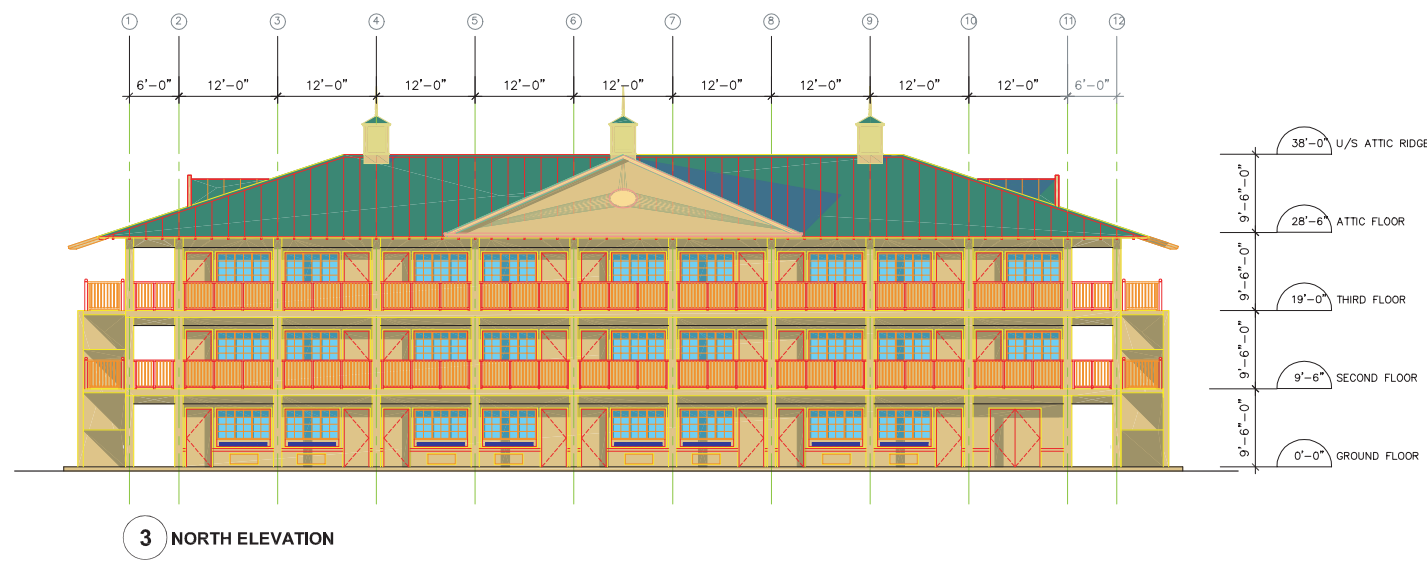 1 2 3 4 5 6 7 8 9 10 11 12
6'-0" 12'-0" 12'-0" 12'-0" 12'-0" 12'-0" 12'-0" 12'-0" 12'-0" 12'-0" 6'-0"
38'-0" U/S ATTIC RIDGE
9'-6"-0"
28'-6" ATTIC FLOOR
9'-6"-0"
19'-0" THIRD FLOOR
9'-6"-0"
9'-6" SECOND FLOOR
9'-6"-0"
0'-0" GROUND FLOOR
3 NORTH ELEVATION